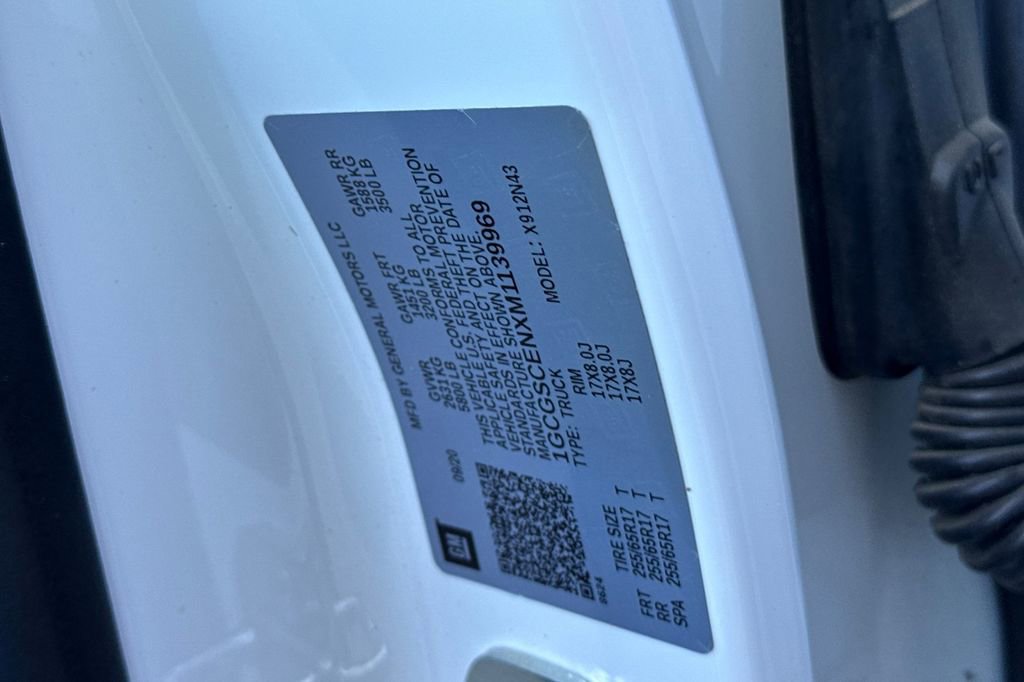 GM
09/20
MFD BY GENERAL MOTORS LLC
GVWR
2631 KG
5800 LB
GAWR FRT
1451 KG
3200 LB
GAWR RR
1588 KG
3500 LB
THIS VEHICLE CONFORMS TO ALL
APPLICABLE U.S. FEDERAL MOTOR
VEHICLE SAFETY AND THEFT PREVENTION
STANDARDS IN EFFECT ON THE DATE OF
MANUFACTURE SHOWN ABOVE.
1GCGSCENXM1139969
TYPE: TRUCK MODEL: X912N43
9624
TIRE SIZE RIM
FRT 255/65R17 T 17X8.0J
RR 255/65R17 T 17X8.0J
SPA 255/65R17 T 17X8J